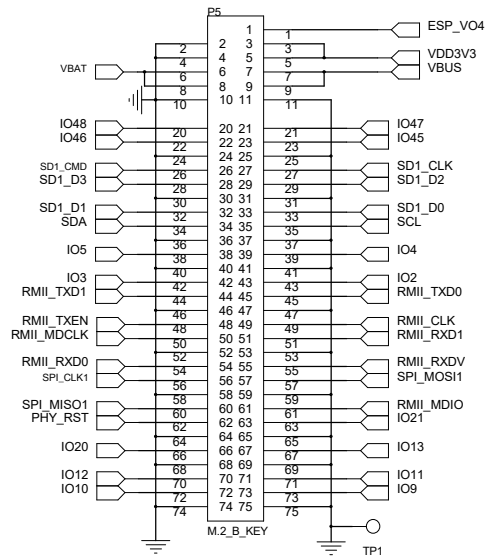 P5
1 1 ESP_VO4
2 2 3 3
4 4 5 5 VDD3V3
VBAT 6 6 7 7 VBUS
8 8 9 9
10 10 11 11
IO48 20 20 21 21 IO47
IO46 22 22 23 23 IO45
24 24 25 25
SD1_CMD 26 26 27 27 SD1_CLK
SD1_D3 28 28 29 29 SD1_D2
30 30 31 31
SD1_D1 32 32 33 33 SD1_D0
SDA 34 34 35 35 SCL
36 36 37 37
IO5 38 38 39 39 IO4
40 40 41 41
IO3 42 42 43 43 IO2
RMII_TXD1 44 44 45 45 RMII_TXD0
46 46 47 47
RMII_TXEN 48 48 49 49 RMII_CLK
RMII_MDCLK 50 50 51 51 RMII_RXD1
52 52 53 53
RMII_RXD0 54 54 55 55 RMII_RXDV
SPI_CLK1 56 56 57 57 SPI_MOSI1
58 58 59 59
SPI_MISO1 60 60 61 61 RMII_MDIO
PHY_RST 62 62 63 63 IO21
64 64 65 65
IO20 66 66 67 67 IO13
68 68 69 69
IO12 70 70 71 71 IO11
IO10 72 72 73 73 IO9
74 74 75 75
M.2_B_KEY
TP1